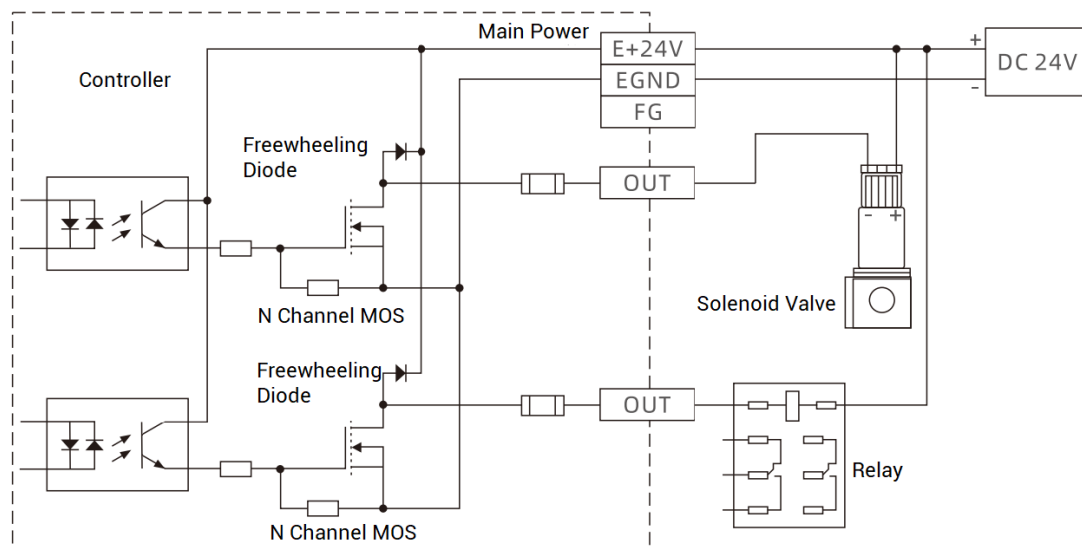 Main Power
E+24V
+
DC 24V
Controller
EGND
-
FG
Freewheeling
Diode
OUT
- +
N Channel MOS
Solenoid Valve
Freewheeling
Diode
OUT
Relay
N Channel MOS